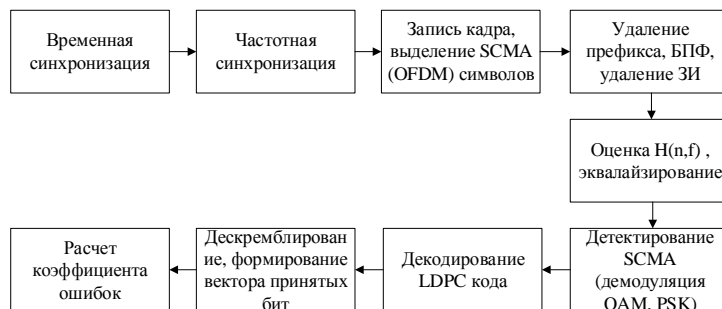 Временная
синхронизация
Частотная
синхронизация
Запись кадра,
выделение SCMA
(OFDM) символов
Удаление
префикса, БПФ,
удаление ЗИ
Оценка H(n,f) ,
эквалайзирование
Детектирование
SCMA
(демодуляция
QAM, PSK)
Декодирование
LDPC кода
Дескремблирован
ие, формирование
вектора принятых
бит
Расчет
коэффициента
ошибок